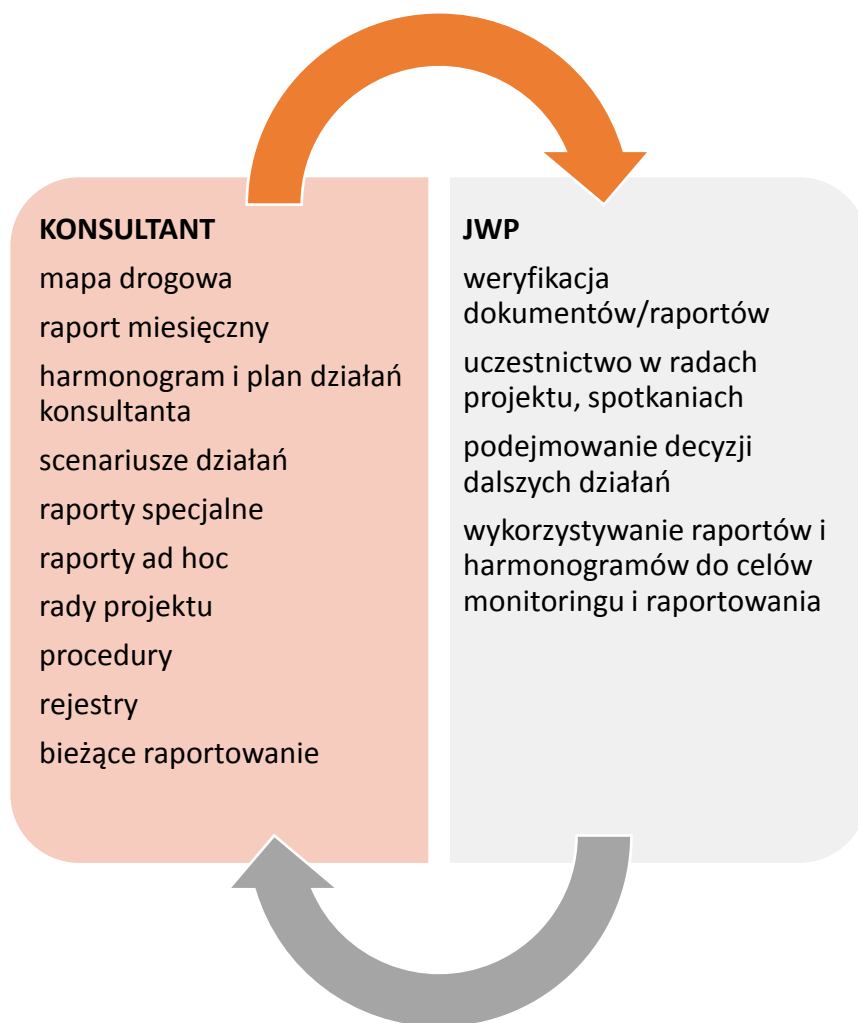 KONSULTANT
mapa drogowa
raport miesięczny
harmonogram i plan działań
konsultanta
scenariusze działań
raporty specjalne
raporty ad hoc
rady projektu
procedury
rejestry
bieżące raportowanie
JWP
weryfikacja
dokumentów/raportów
uczestnictwo w radach
projektu, spotkaniach
podejmowanie decyzji
dalszych działań
wykorzystywanie raportów i
harmonogramów do celów
monitoringu i raportowania